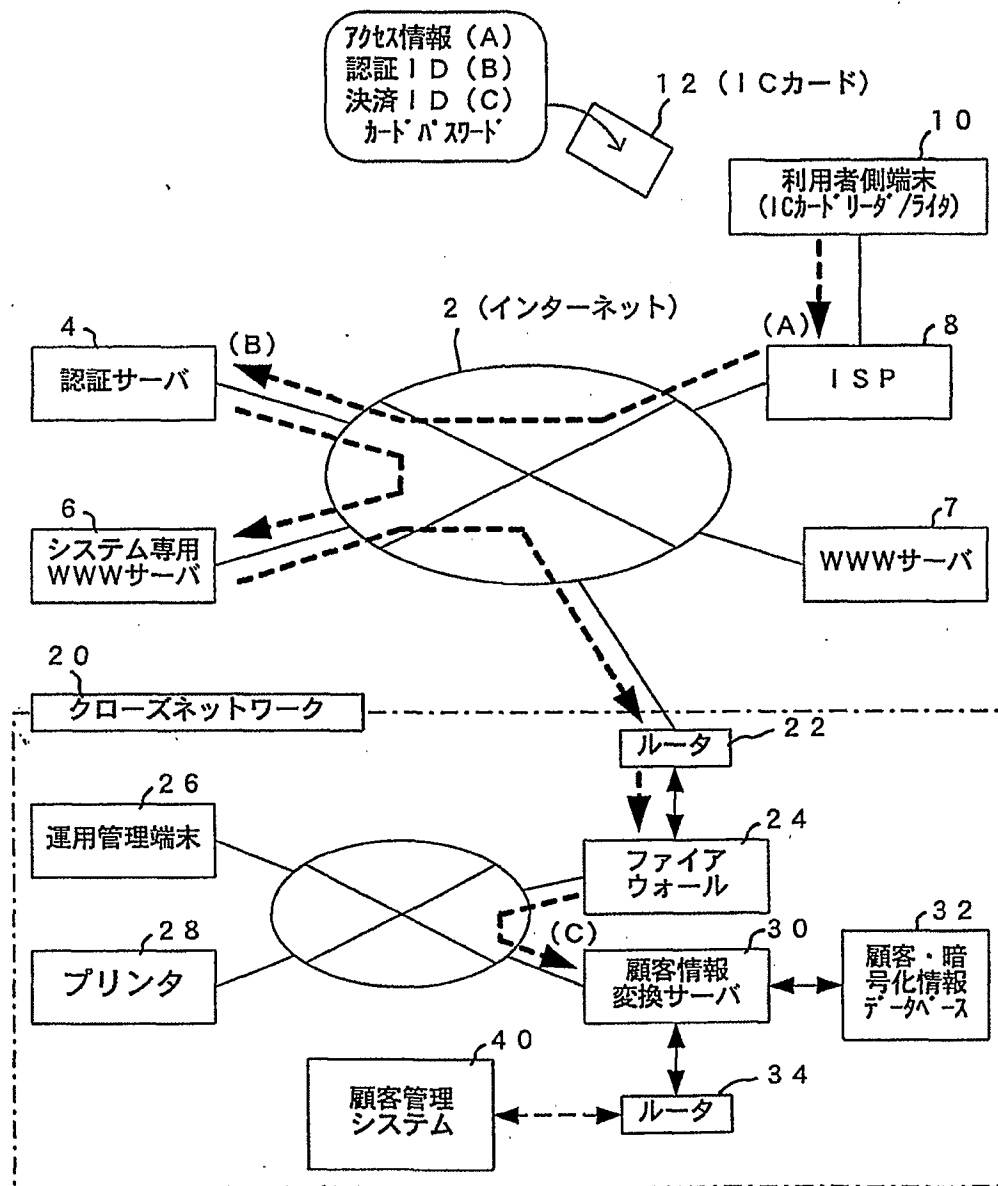 アクセス情報(A)
認証ID(B)
決済ID(C)
カードパスワード
12(ICカード)
10
利用者側端末
(ICカードリーダ/ライタ)
2(インターネット)
(A)
8
ISP
4
(B)
認証サーバ
6
システム専用
WWWサーバ
7
WWWサーバ
20
クローズネットワーク
22
ルータ
26
運用管理端末
24
ファイア
ウォール
28
プリンタ
(C)
30
顧客情報
変換サーバ
32
顧客・暗
号化情報
データベース
40
顧客管理
システム
34
ルータ